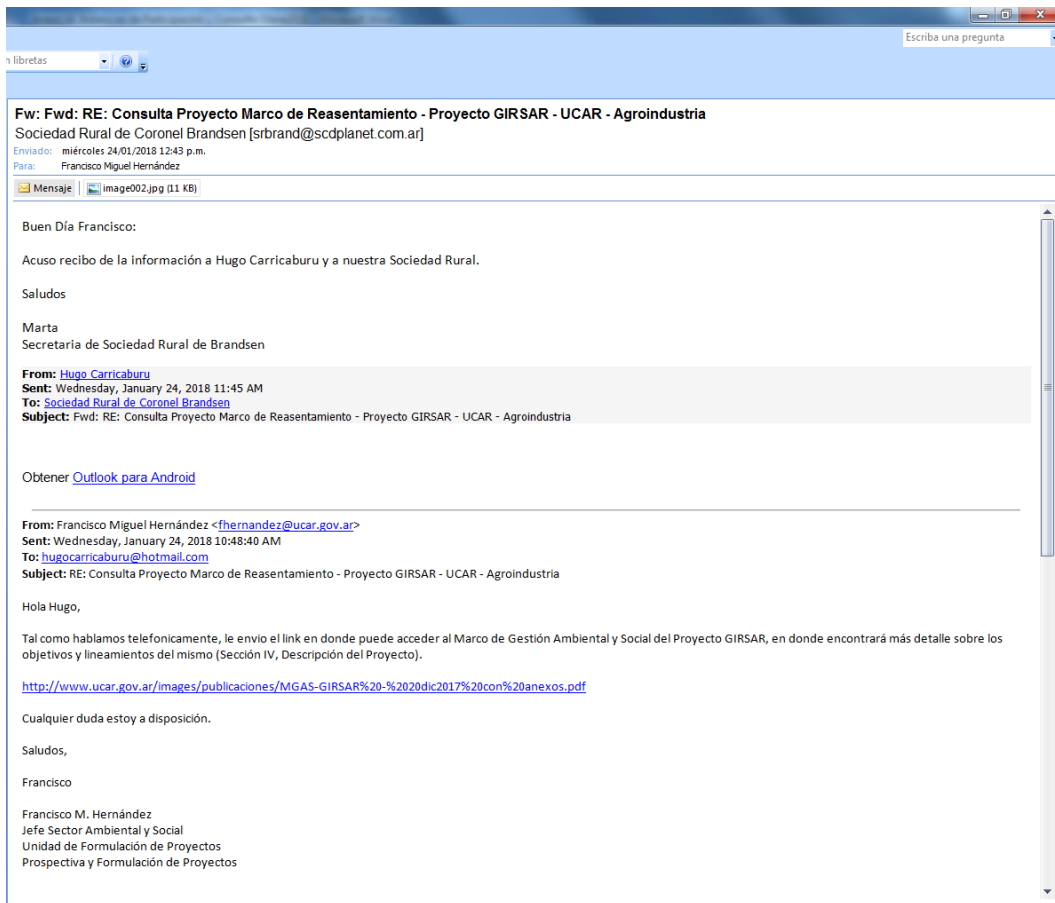 Escriba una pregunta
n libretas
Fw: Fwd: RE: Consulta Proyecto Marco de Reasentamiento - Proyecto GIRSAR - UCAR - Agroindustria
Sociedad Rural de Coronel Brandsen [srbrand@scdplanet.com.ar]
Enviado: miércoles 24/01/2018 12:43 p.m.
Para: Francisco Miguel Hernández
Mensaje image002.jpg (11 KB)
Buen Día Francisco:
Acuso recibo de la información a Hugo Carricaburu y a nuestra Sociedad Rural.
Saludos
Marta
Secretaria de Sociedad Rural de Brandsen
From: Hugo Carricaburu
Sent: Wednesday, January 24, 2018 11:45 AM
To: Sociedad Rural de Coronel Brandsen
Subject: Fwd: RE: Consulta Proyecto Marco de Reasentamiento - Proyecto GIRSAR - UCAR - Agroindustria
Obtener Outlook para Android
From: Francisco Miguel Hernández <fhernandez@ucar.gov.ar>
Sent: Wednesday, January 24, 2018 10:48:40 AM
To: hugocarricaburu@hotmail.com
Subject: RE: Consulta Proyecto Marco de Reasentamiento - Proyecto GIRSAR - UCAR - Agroindustria
Hola Hugo,
Tal como hablamos telefonicamente, le envio el link en donde puede acceder al Marco de Gestión Ambiental y Social del Proyecto GIRSAR, en donde encontrará más detalle sobre los
objetivos y lineamientos del mismo (Sección IV, Descripción del Proyecto).
http://www.ucar.gov.ar/images/publicaciones/MGAS-GIRSAR%20-%2020dic2017%20con%20anexos.pdf
Cualquier duda estoy a disposición.
Saludos,
Francisco
Francisco M. Hernández
Jefe Sector Ambiental y Social
Unidad de Formulación de Proyectos
Prospectiva y Formulación de Proyectos